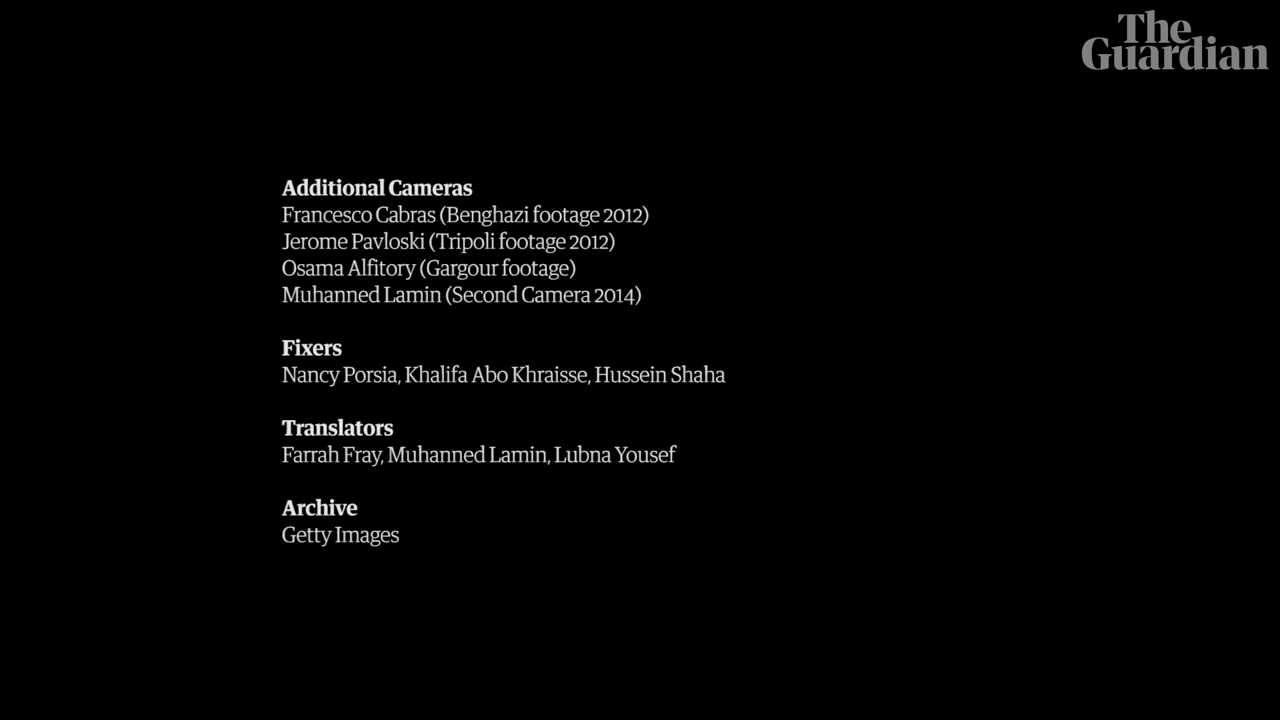 The
Guardian
Additional Cameras
Francesco Cabras (Benghazi footage 2012)
Jerome Pavloski (Tripoli footage 2012)
Osama Alfitory (Gargour footage)
Muhanned Lamin (Second Camera 2014)
Fixers
Nancy Porsia, Khalifa Abo Khraisse, Hussein Shaha
Translators
Farrah Fray, Muhanned Lamin, Lubna Yousef
Archive
Getty Images